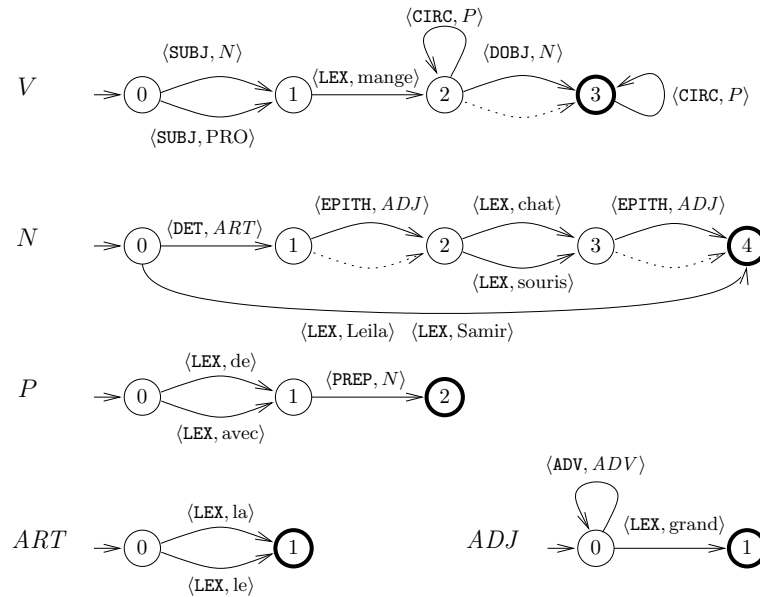 ⟨CIRC, P⟩
⟨SUBJ, N⟩ ⟨DOBJ, N⟩
⟨LEX, mange⟩
V 0 1 2 3
⟨CIRC, P⟩
⟨SUBJ, PRO⟩
⟨EPITH, ADJ⟩ ⟨LEX, chat⟩ ⟨EPITH, ADJ⟩
⟨DET, ART⟩
N 0 1 2 3 4
⟨LEX, souris⟩
⟨LEX, Leila⟩ ⟨LEX, Samir⟩
⟨LEX, de⟩
⟨PREP, N⟩
P 0 1 2
⟨LEX, avec⟩
⟨ADV, ADV⟩
⟨LEX, la⟩ ⟨LEX, grand⟩
ART 0 1 ADJ 0 1
⟨LEX, le⟩